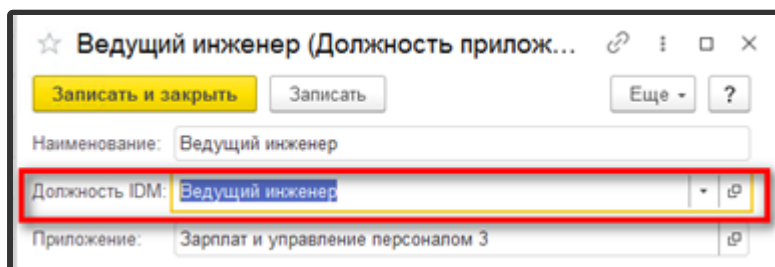 Ведущий инженер (Должность прилож...
Записать и закрыть Записать Еще ?
Наименование: Ведущий инженер
Должность IDM: Ведущий инженер
Приложение: Зарплат и управление персоналом 3